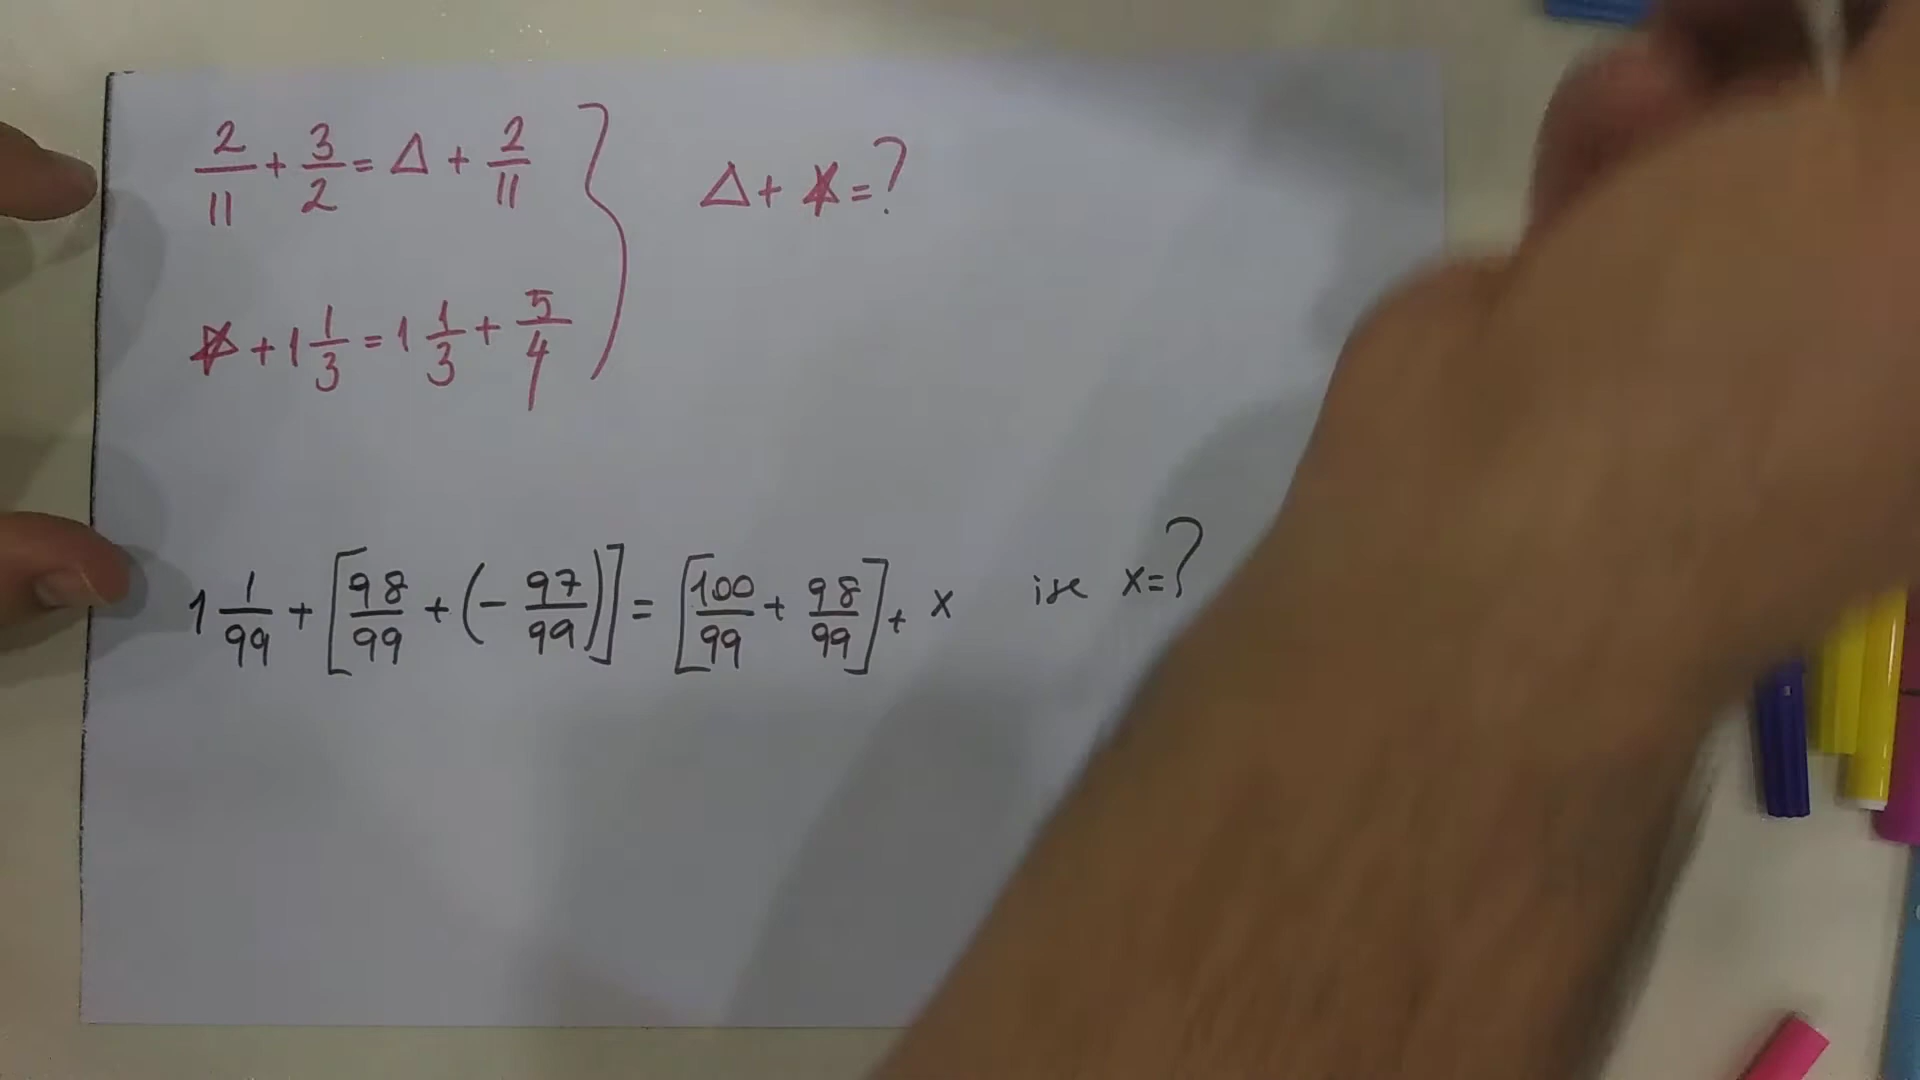 2/11 + 3/2 = △ + 2/11
△ + ☆ = ?
☆ + 1 1/3 = 1 1/3 + 5/4
1 1/99 + [98/99 + (- 97/99)] = [100/99 + 98/99] + x ise x = ?